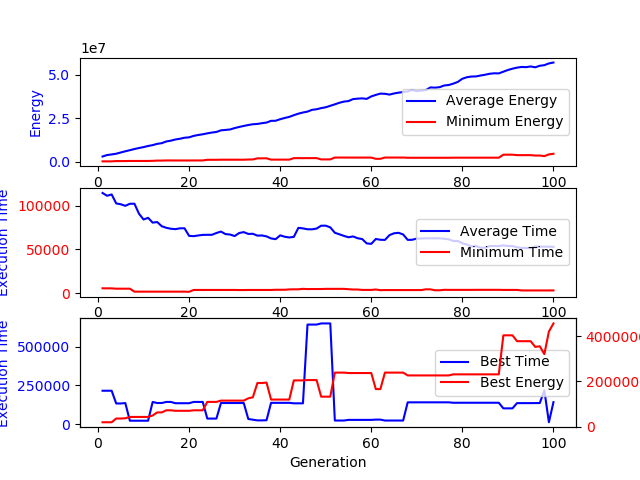 1e7
Energy
5.0
2.5
0.0
Average Energy
Minimum Energy
0 20 40 60 80 100
Execution Time
100000
50000
0
Average Time
Minimum Time
0 20 40 60 80 100
Execution Time
500000
250000
0
Best Time
Best Energy
4000000
2000000
0
0 20 40 60 80 100
Generation